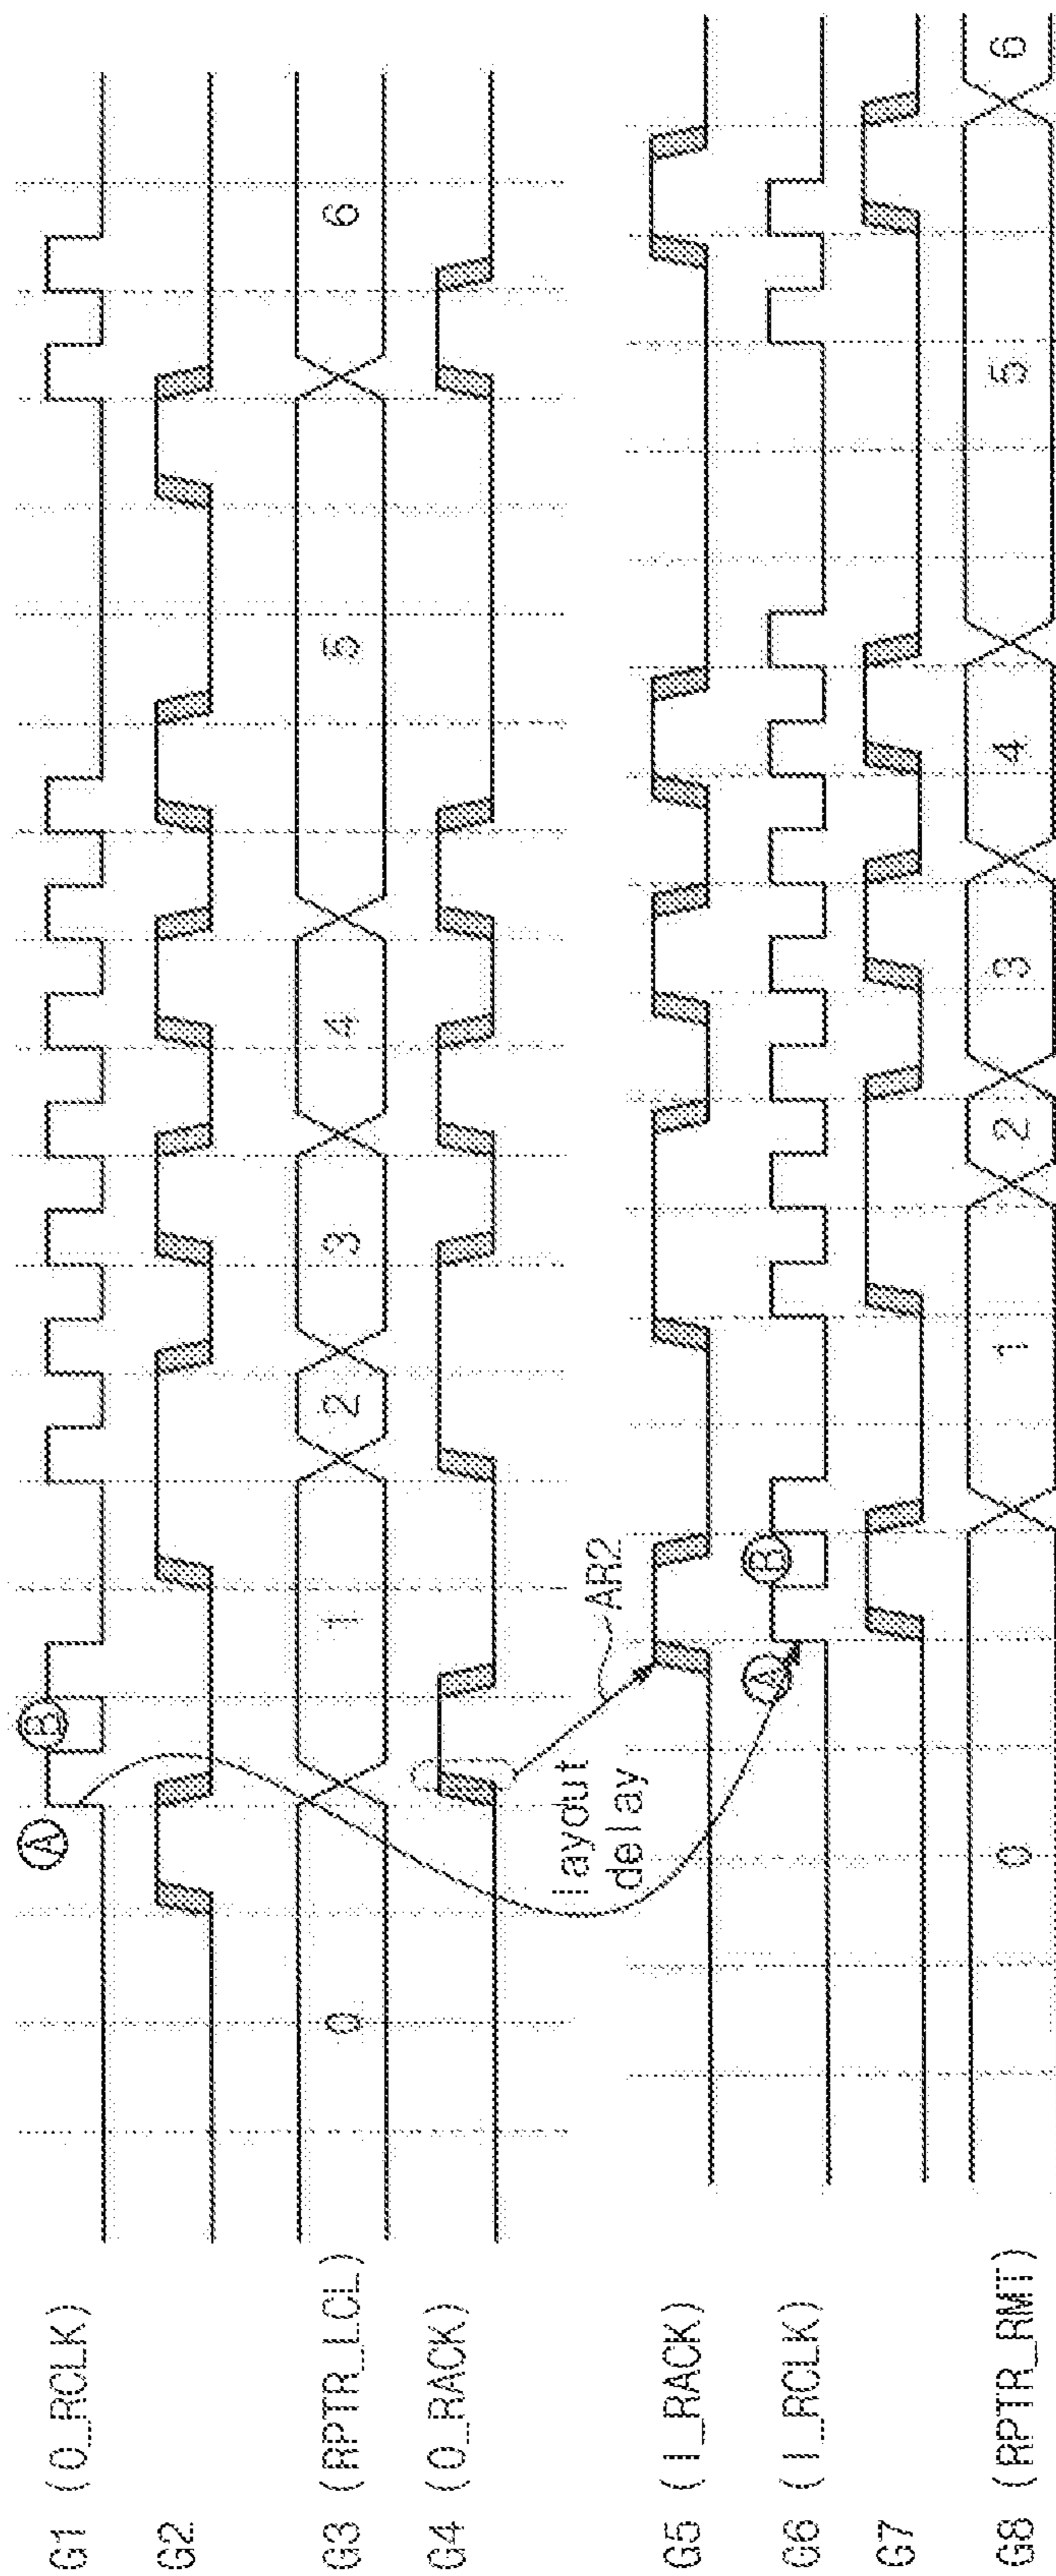 G1 (O_RCLK)
A
B
G2
G3 (RPTR_LCL)
0
1
2
3
4
5
6
G4 (O_RACK)
layout
delay
AR2
G5 (I_RACK)
G6 (I_RCLK)
A
B
G7
G8 (RPTR_RMT)
0
1
2
3
4
5
6